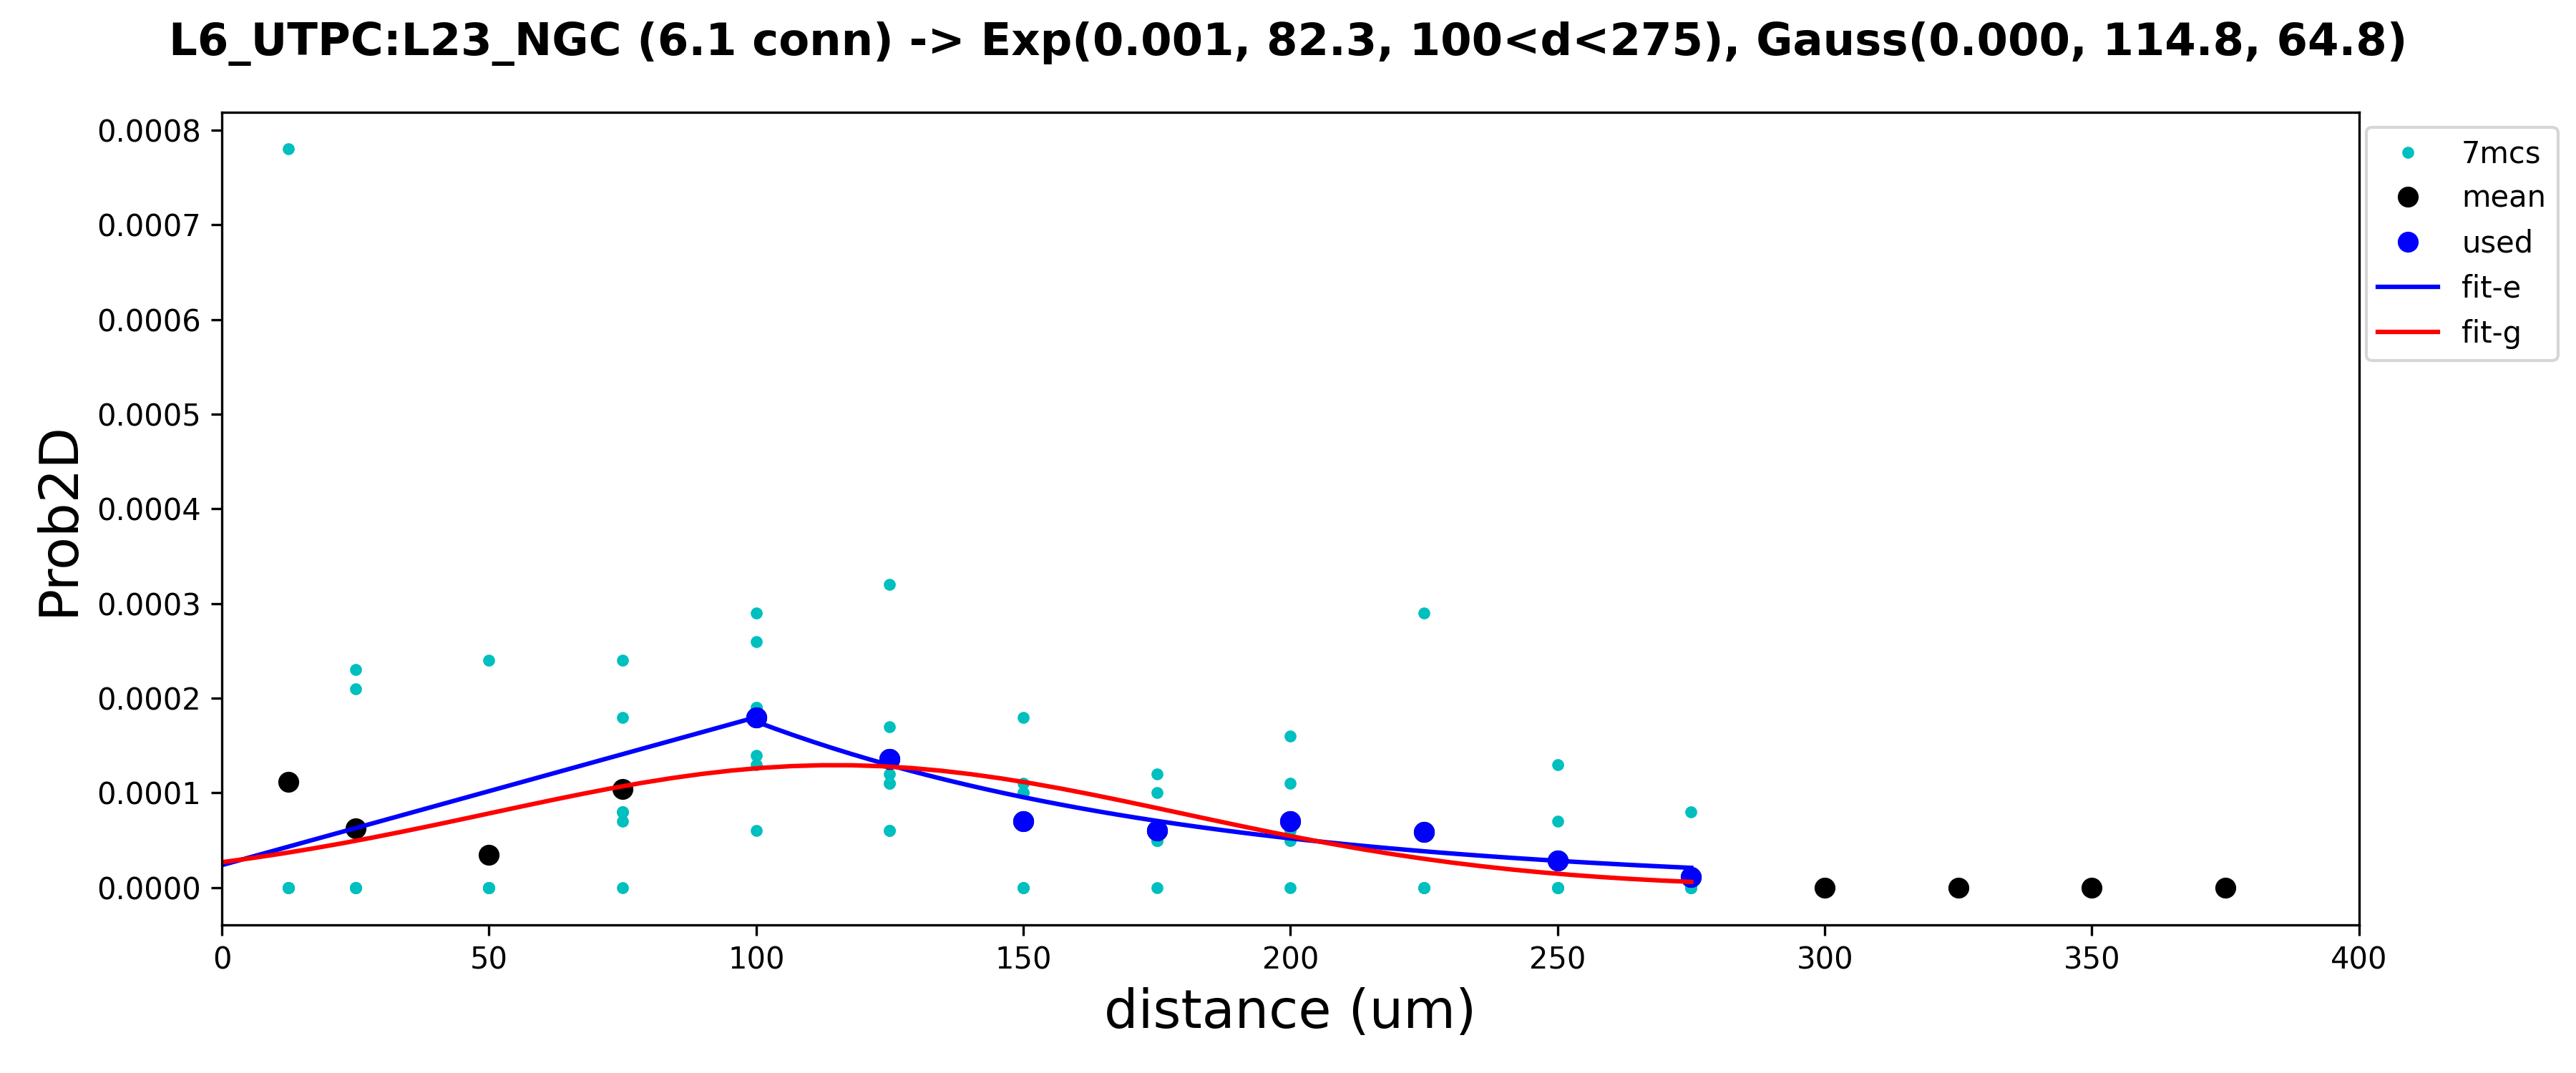 L6_UTPC:L23_NGC (6.1 conn) -> Exp(0.001, 82.3, 100<d<275), Gauss(0.000, 114.8, 64.8)
Prob2D
0.0008
0.0007
0.0006
0.0005
0.0004
0.0003
0.0002
0.0001
0.0000
0 50 100 150 200 250 300 350 400
distance (um)
7mcs
mean
used
fit-e
fit-g